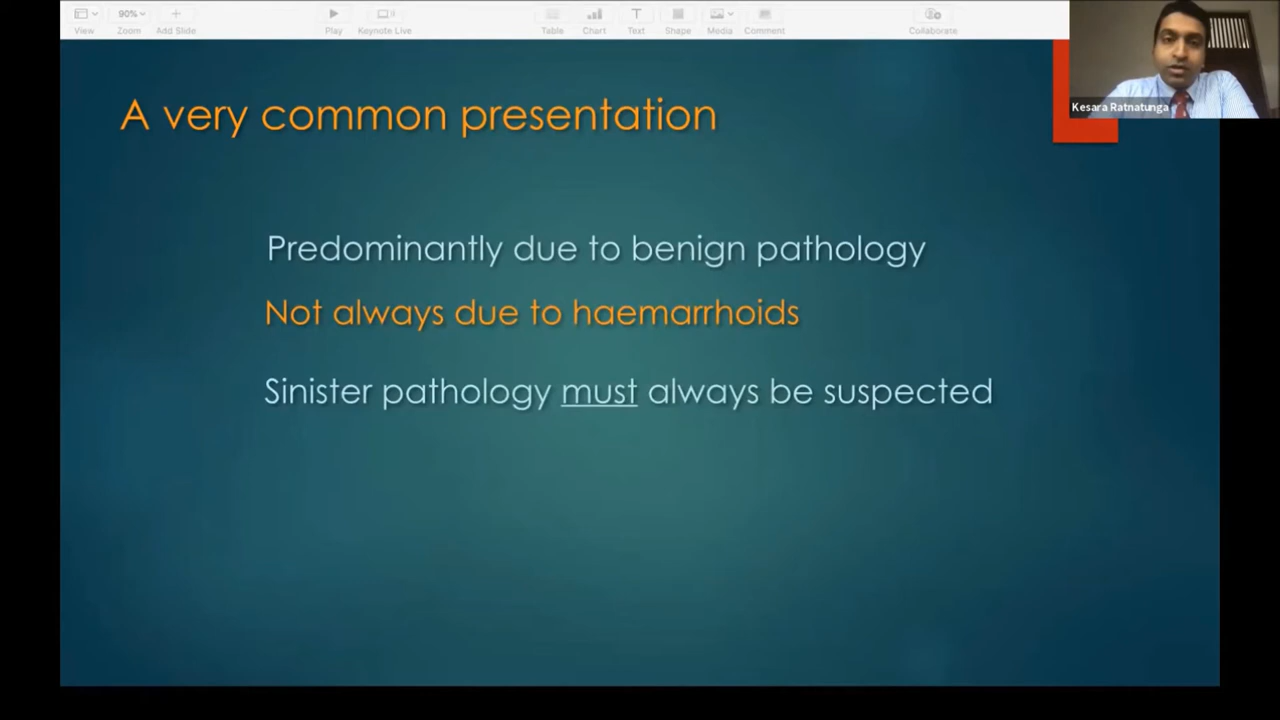 View
90%
Zoom
Add Slide
Play
Keynote Live
Table
Chart
Text
Shape
Media
Comment
Collaborate
Kesara Ratnatunga
A very common presentation
Predominantly due to benign pathology
Not always due to haemarrhoids
Sinister pathology must always be suspected